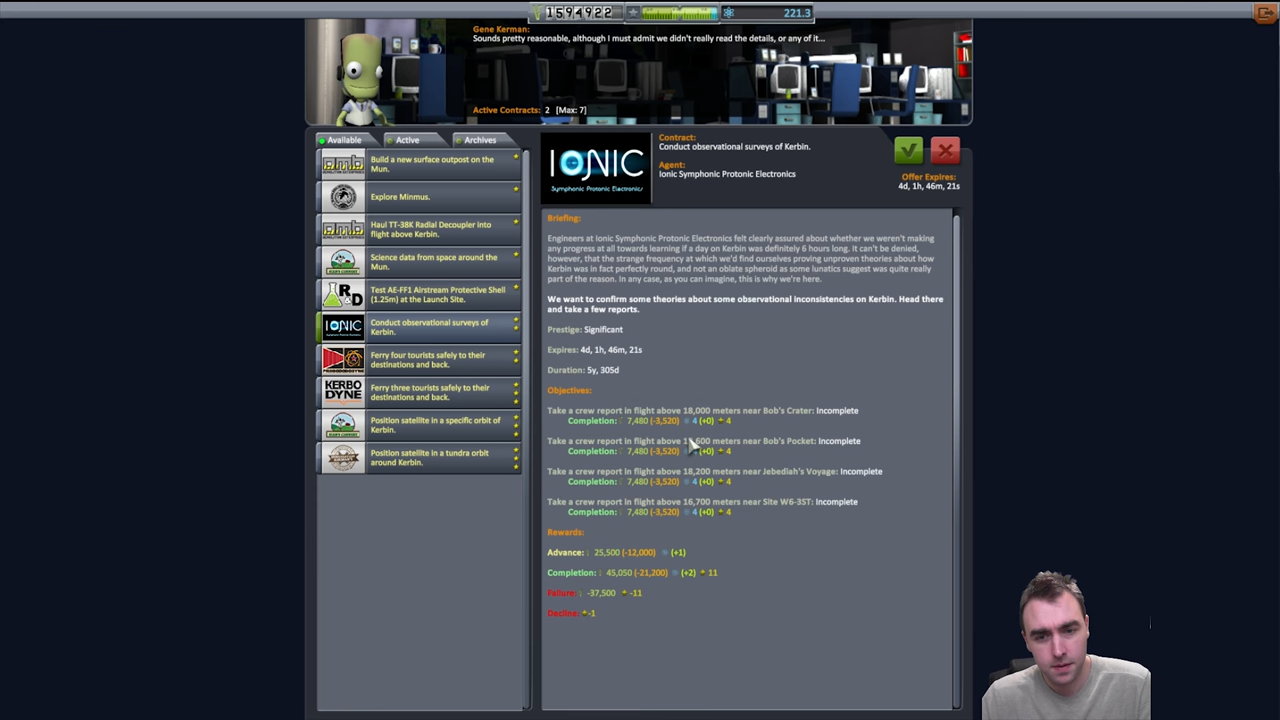 1594922
221.3
Gene Kerman:
Sounds pretty reasonable, although I must admit we didn't really read the details, or any of it...
Active Contracts: 2 [Max: 7]
Available
Active
Archives
Build a new surface outpost on the
Mun.
Explore Minmus.
Haul TT-38K Radial Decoupler into
flight above Kerbin.
Science data from space around the
Mun.
R&D
Test AE-FF1 Airstream Protective Shell
(1.25m) at the Launch Site.
IONIC
Conduct observational surveys of
Kerbin.
Ferry four tourists safely to their
destinations and back.
KERBO
DYNE
Ferry three tourists safely to their
destinations and back.
Position satellite in a specific orbit of
Kerbin.
Position satellite in a tundra orbit
around Kerbin.
IONIC
Symphonic Protonic Electronics
Contract:
Conduct observational surveys of Kerbin.
Agent:
Ionic Symphonic Protonic Electronics
Offer Expires:
4d, 1h, 46m, 21s
Briefing:
Engineers at Ionic Symphonic Protonic Electronics felt clearly assured about whether we weren't making
any progress at all towards learning if a day on Kerbin was definitely 6 hours long. It can't be denied,
however, that the strange frequency at which we'd find ourselves proving unproven theories about how
Kerbin was in fact perfectly round, and not an oblate spheroid as some lunatics suggest was quite really
part of the reason. In any case, as you can imagine, this is why we're here.
We want to confirm some theories about some observational inconsistencies on Kerbin. Head there
and take a few reports.
Prestige: Significant
Expires: 4d, 1h, 46m, 21s
Duration: 5y, 305d
Objectives:
Take a crew report in flight above 18,000 meters near Bob's Crater: Incomplete
Completion: 7,480 (-3,520) 4 (+0) 4
Take a crew report in flight above meters near Bob's Pocket: Incomplete
Completion: 7,480 (-3,520) (+0) 4
Take a crew report in flight above 18,200 meters near Jebediah's Voyage: Incomplete
Completion: 7,480 (-3,520) 4 (+0) 4
Take a crew report in flight above 16,700 meters near Site W6-3ST: Incomplete
Completion: 7,480 (-3,520) 4 (+0) 4
Rewards:
Advance: 25,500 (-12,000) (+1)
Completion: 45,050 (-21,200) (+2) 11
Failure: -37,500 -11
Decline: -1